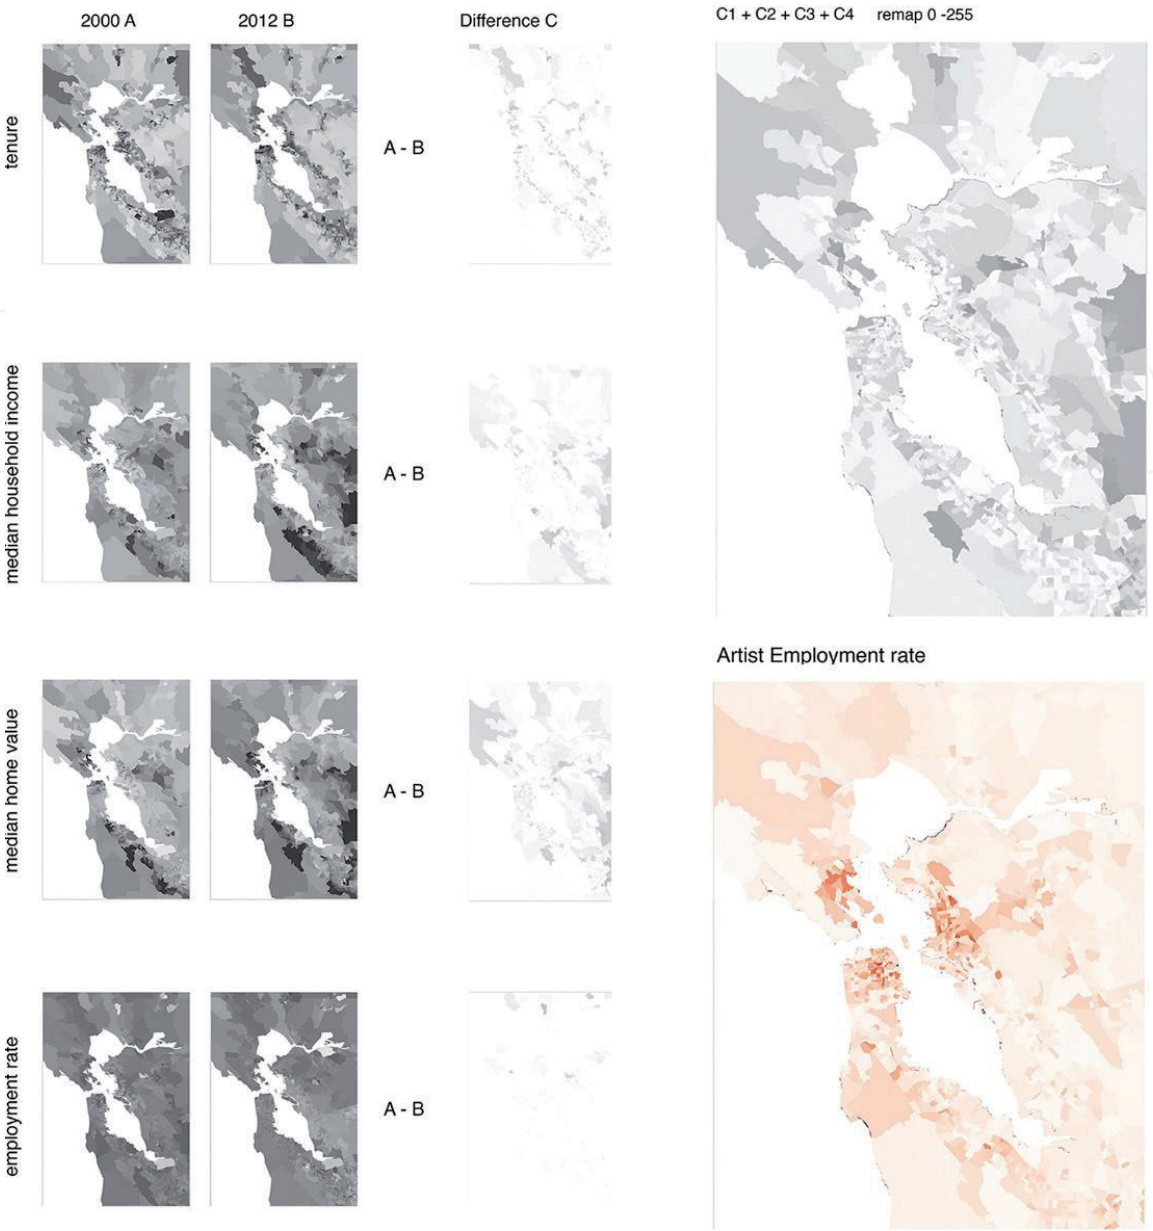 2000 A
2012 B
Difference C
C1 + C2 + C3 + C4 remap 0 -255
tenure
A - B
median household income
A - B
Artist Employment rate
median home value
A - B
employment rate
A - B